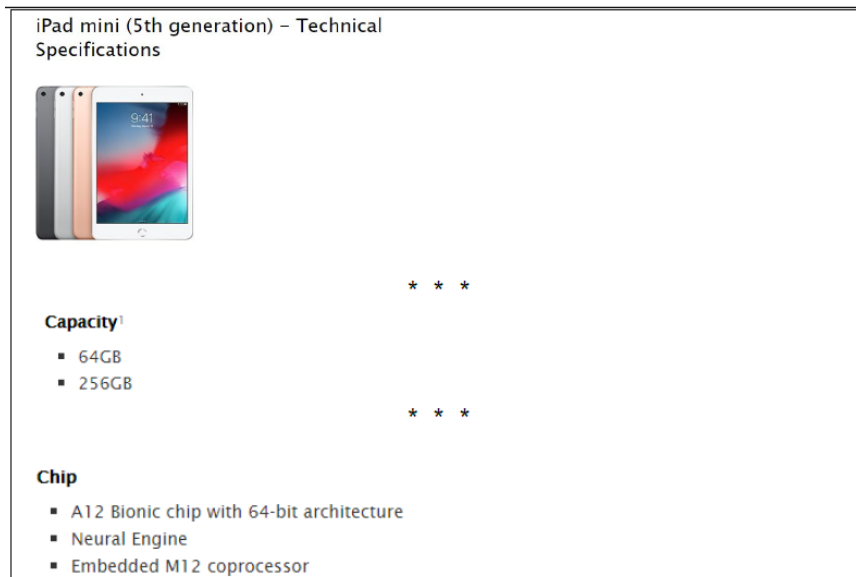 iPad mini (5th generation) – Technical
Specifications
9:41
* * *
Capacity1
▪ 64GB
▪ 256GB
* * *
Chip
▪ A12 Bionic chip with 64-bit architecture
▪ Neural Engine
▪ Embedded M12 coprocessor